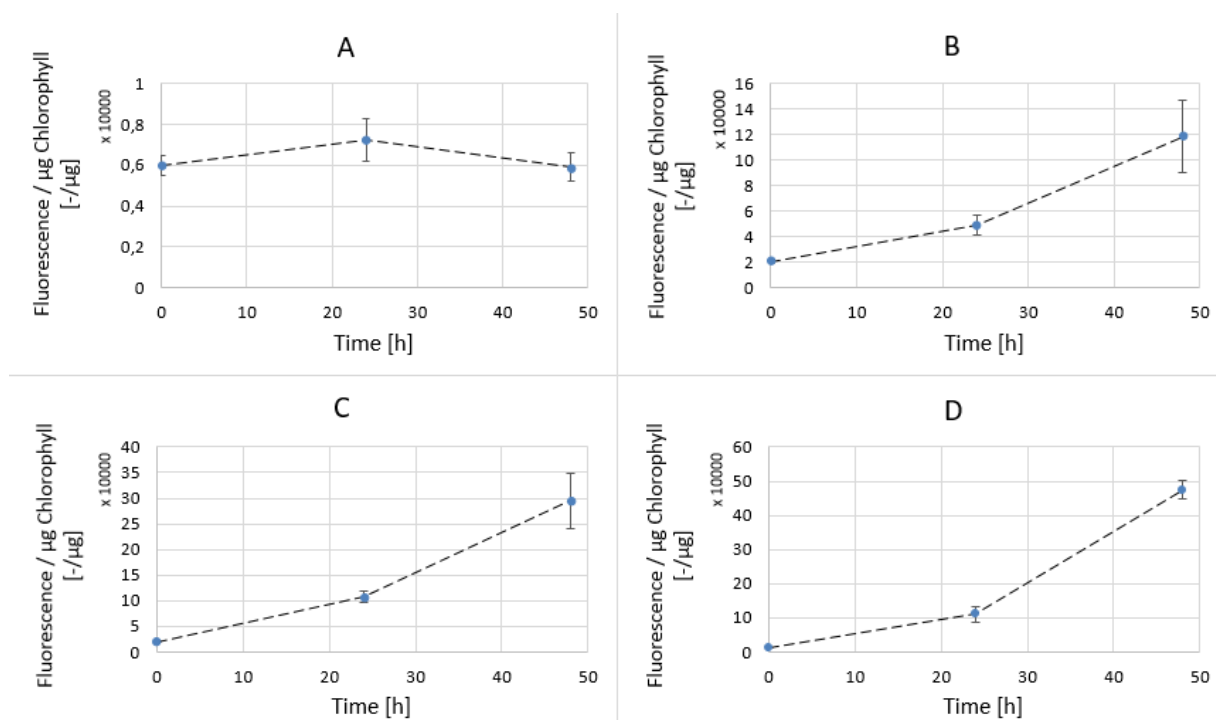 A
Fluorescence / µg Chlorophyll
[-/µg]
x 10000
1
0,8
0,6
0,4
0,2
0
0 10 20 30 40 50
Time [h]
B
Fluorescence / µg Chlorophyll
[-/µg]
x 10000
16
14
12
10
8
6
4
2
0
0 10 20 30 40 50
Time [h]
C
Fluorescence / µg Chlorophyll
[-/µg]
x 10000
40
35
30
25
20
15
10
5
0
0 10 20 30 40 50
Time [h]
D
Fluorescence / µg Chlorophyll
[-/µg]
x 10000
60
50
40
30
20
10
0
0 10 20 30 40 50
Time [h]